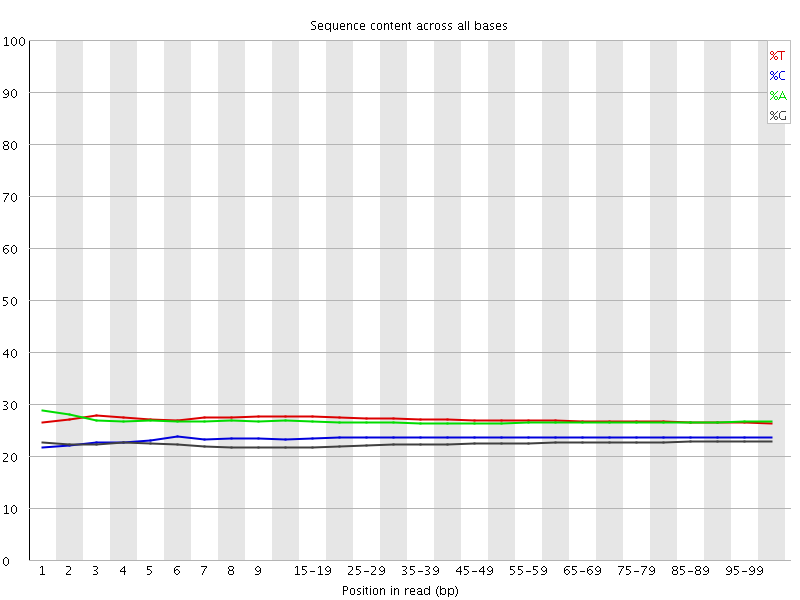 Sequence content across all bases
100
90
80
70
60
50
40
30
20
10
0
%T
%C
%A
%G
1 2 3 4 5 6 7 8 9 15-19 25-29 35-39 45-49 55-59 65-69 75-79 85-89 95-99
Position in read (bp)